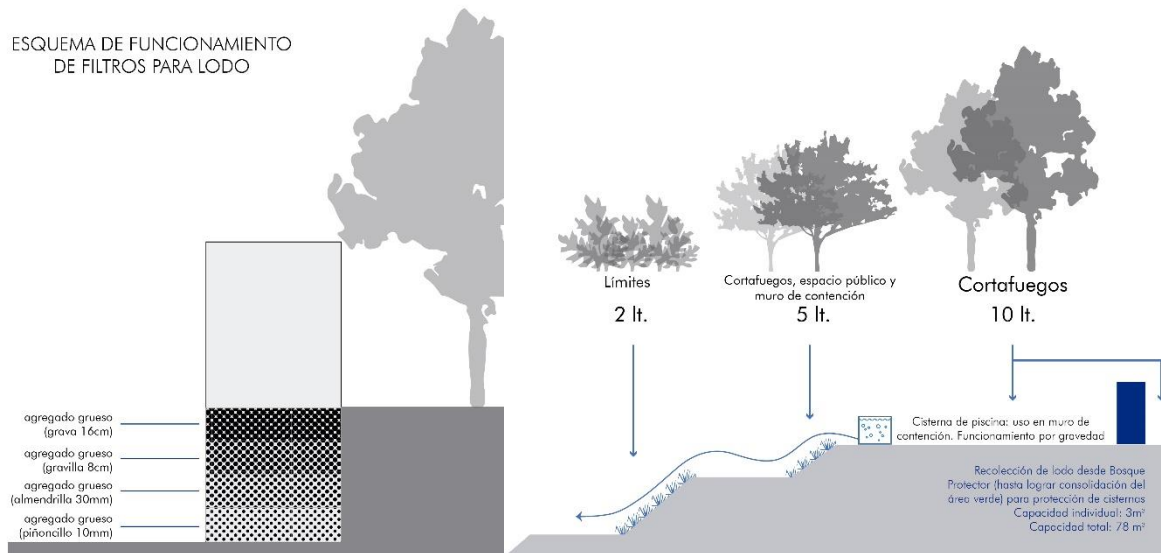 ESQUEMA DE FUNCIONAMIENTO
DE FILTROS PARA LODO
agregado grueso
(grava 16cm)
agregado grueso
(gravilla 8cm)
agregado grueso
(almendrilla 30mm)
agregado grueso
(piñoncillo 10mm)
Límites
2 lt.
Cortafuegos, espacio público y
muro de contención
5 lt.
Cortafuegos
10 lt.
Cisterna de piscina: uso en muro de
contención. Funcionamiento por gravedad
Recolección de lodo desde Bosque
Protector (hasta lograr consolidación del
área verde) para protección de cisternas
Capacidad individual: 3m²
Capacidad total: 78 m²